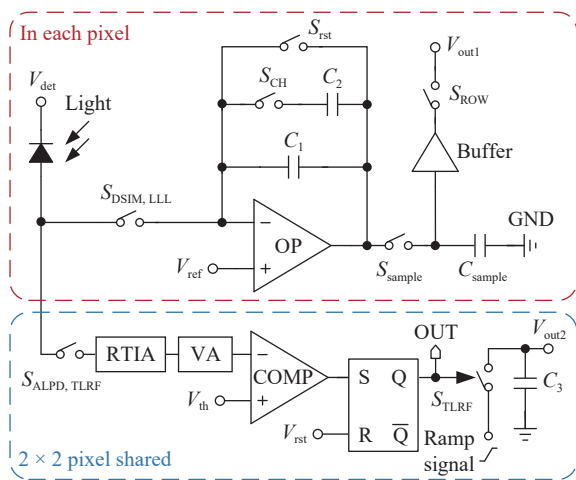 In each pixel
S_rst
V_det
Light
S_CH
C_2
V_out1
S_ROW
C_1
Buffer
S_DSIM, LLL
−
OP
+
V_ref
S_sample
C_sample
GND
OUT
V_out2
S_ALPD, TLRF
RTIA
VA
−
COMP
+
V_th
S
Q
R
Q̅
V_rst
S_TLRF
C_3
Ramp
signal
2 × 2 pixel shared